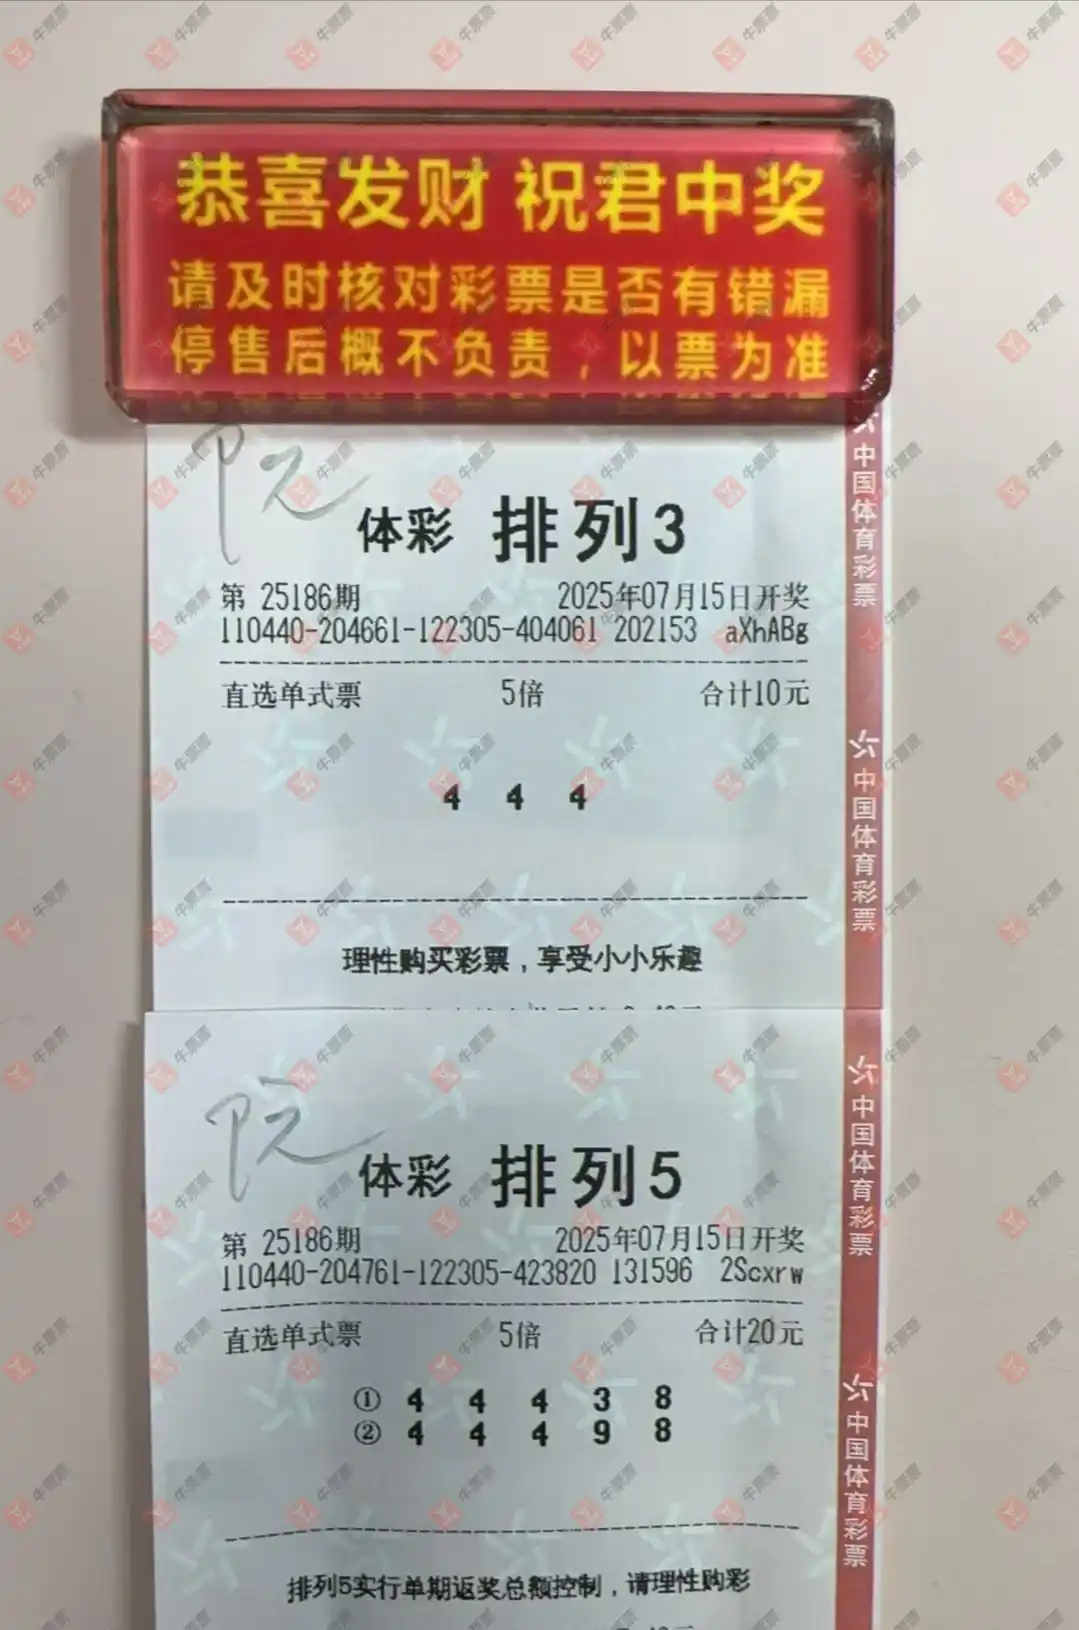 恭喜发财 祝君中奖
请及时核对彩票是否有错漏
停售后概不负责，以票为准
体彩 排列3
第 25186期 2025年07月15日开奖
110440-204661-122305-404061 202153 aXhABg
直选单式票 5倍 合计10元
4 4 4
理性购买彩票，享受小小乐趣
中国体育彩票
中国体育彩票
体彩 排列5
第 25186期 2025年07月15日开奖
110440-204761-122305-423820 131596 2Scxrw
直选单式票 5倍 合计20元
① 4 4 4 3 8
② 4 4 4 9 8
排列5实行单期返奖总额控制，请理性购彩
中国体育彩票
中国体育彩票
牛票票